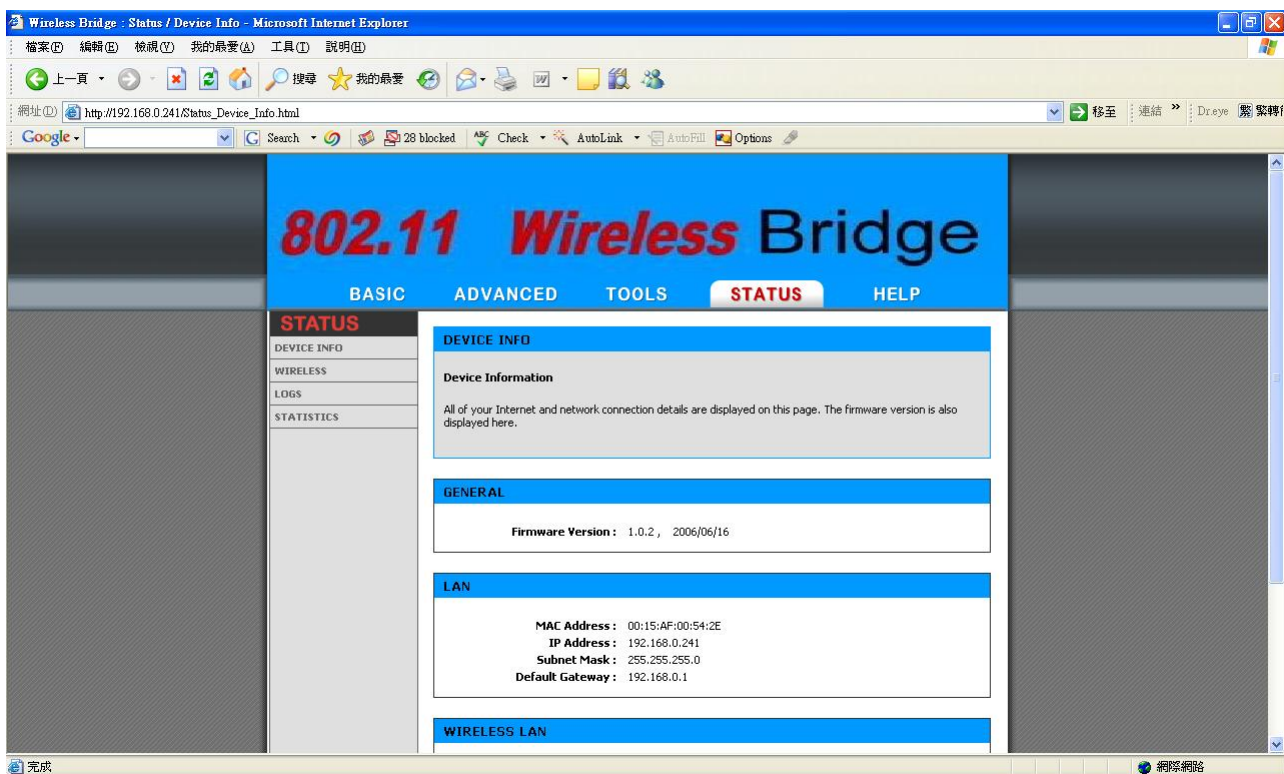 Wireless Bridge : Status / Device Info - Microsoft Internet Explorer
檔案(F) 編輯(E) 檢視(V) 我的最愛(A) 工具(T) 說明(H)
上一頁 搜尋 我的最愛
網址(D) http://192.168.0.241/Status_Device_Info.html 移至 連結 » Dr.eye 繁 繁轉
Google Search 28 blocked ABC Check AutoLink AutoFill Options
802.11 Wireless Bridge
BASIC ADVANCED TOOLS STATUS HELP
STATUS
DEVICE INFO
WIRELESS
LOGS
STATISTICS
DEVICE INFO
Device Information
All of your Internet and network connection details are displayed on this page. The firmware version is also
displayed here.
GENERAL
Firmware Version : 1.0.2 , 2006/06/16
LAN
MAC Address : 00:15:AF:00:54:2E
IP Address : 192.168.0.241
Subnet Mask : 255.255.255.0
Default Gateway : 192.168.0.1
WIRELESS LAN
完成 網際網路